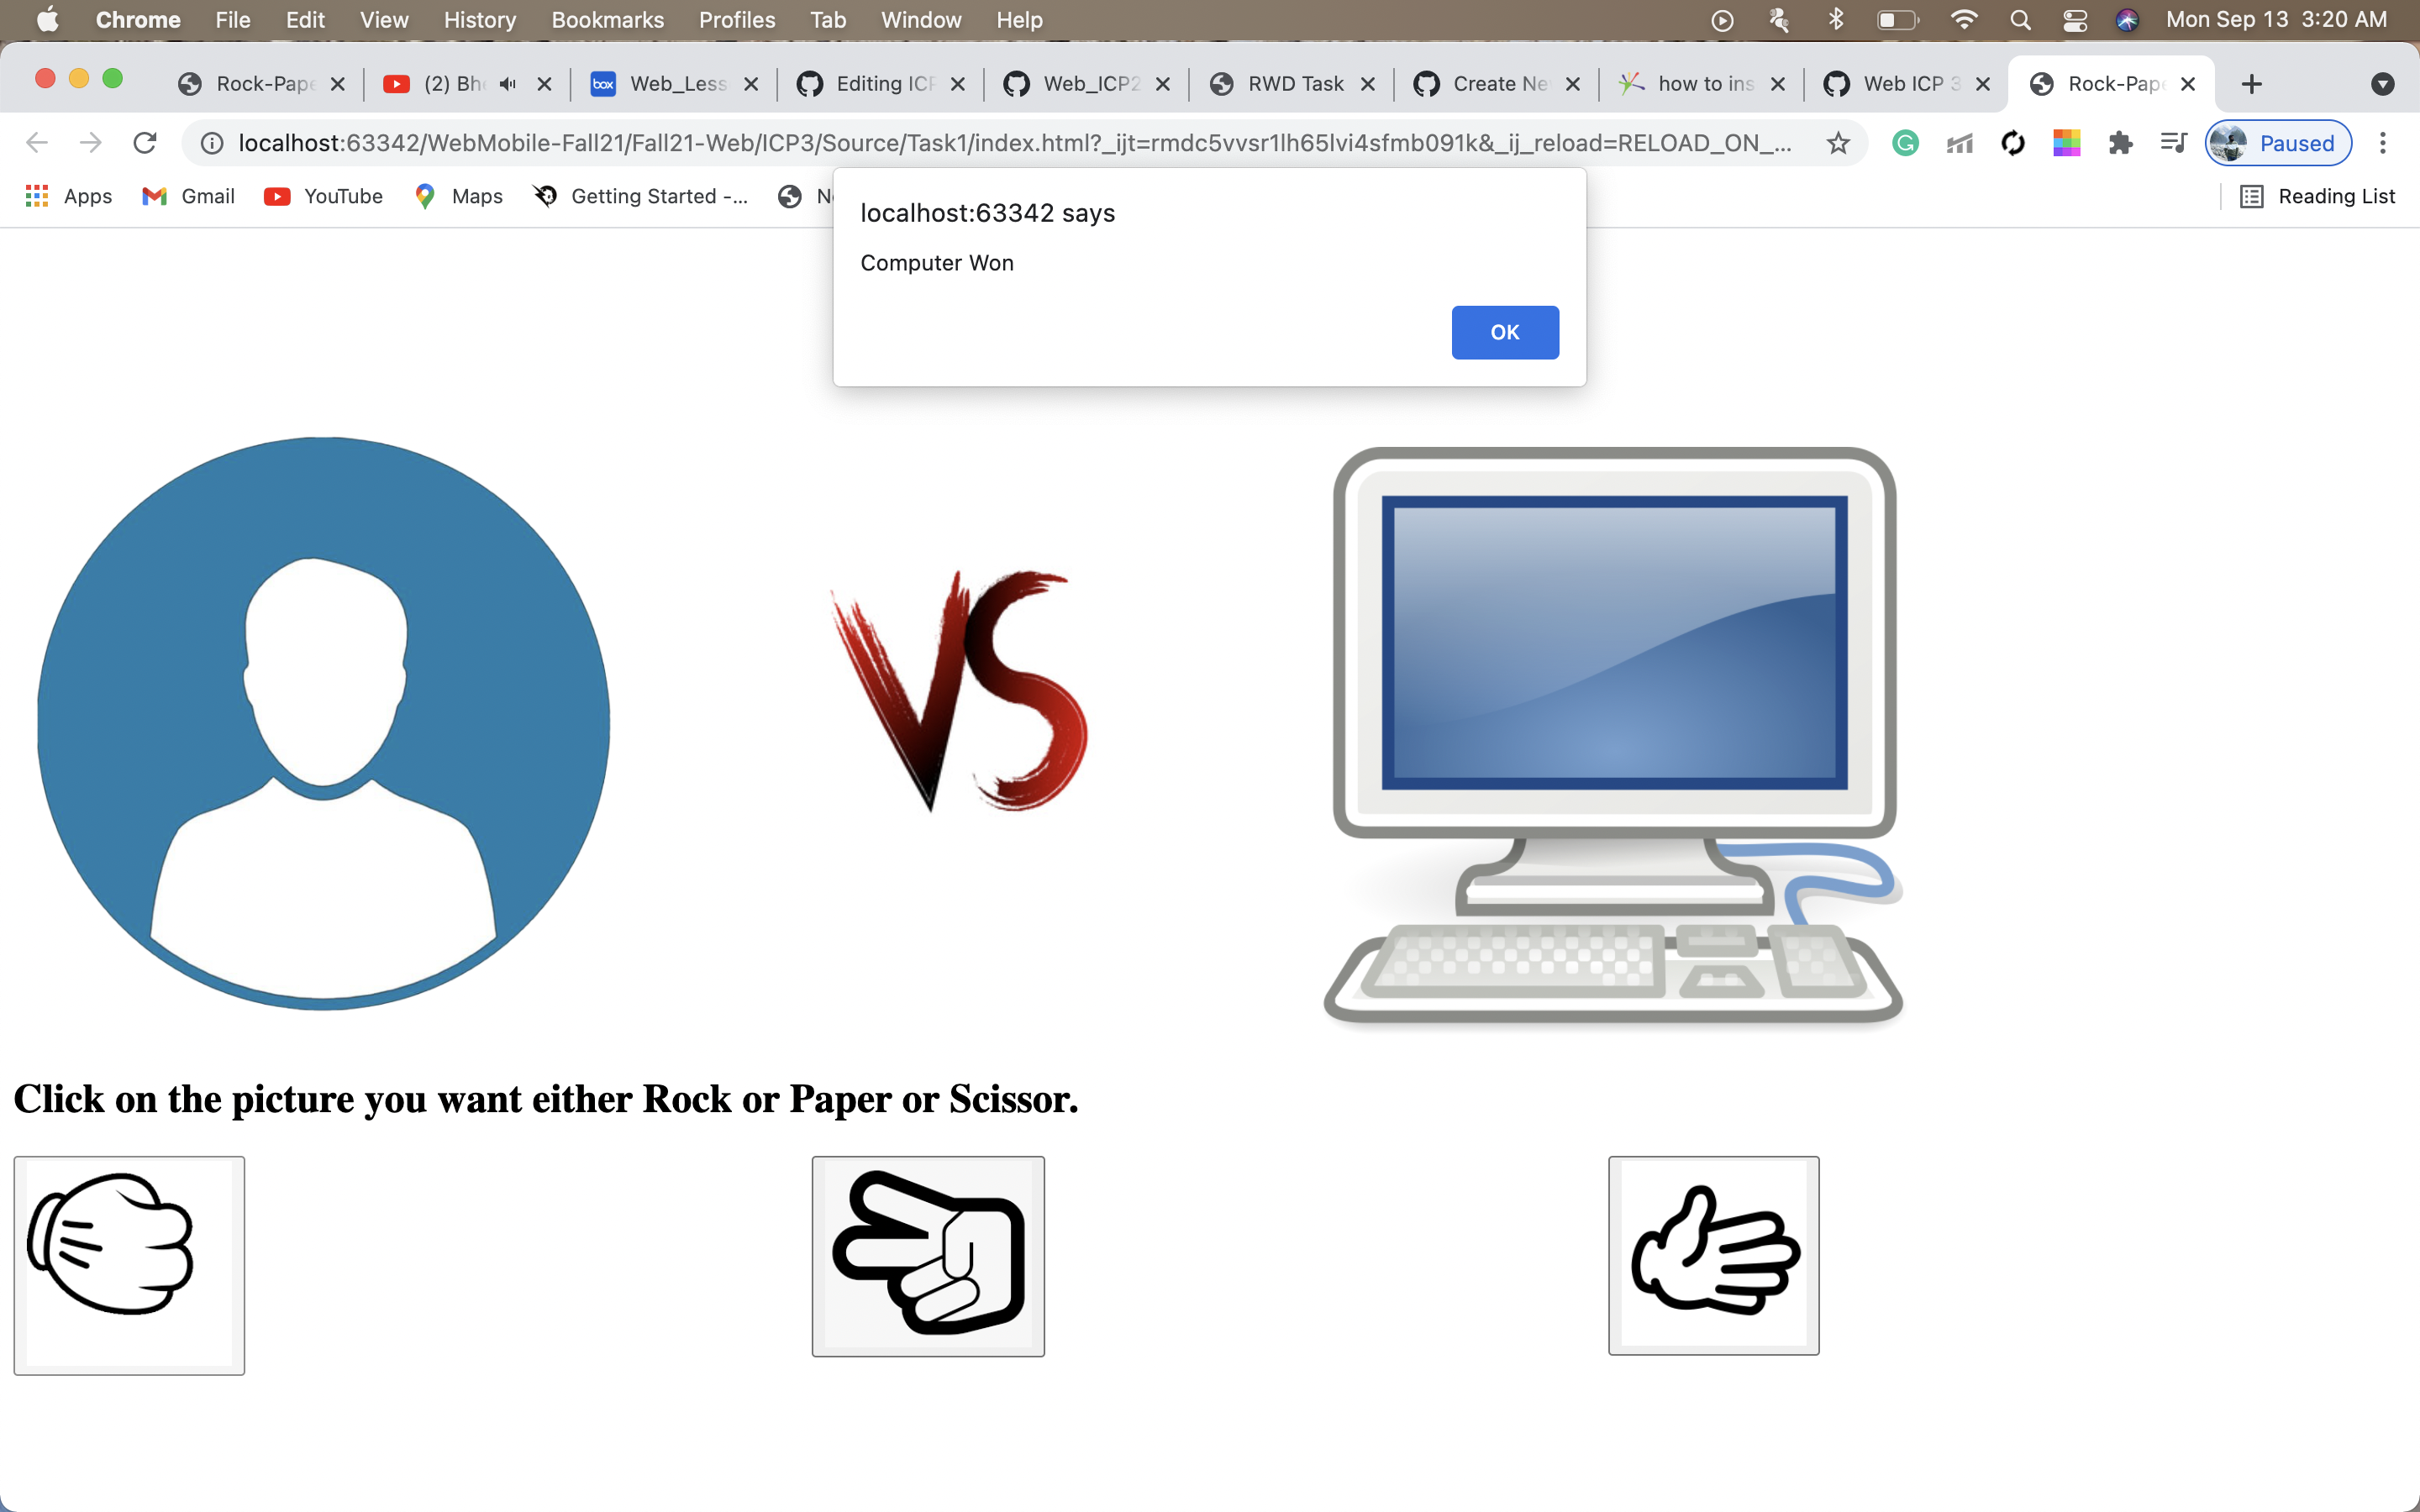 Chrome File Edit View History Bookmarks Profiles Tab Window Help Mon Sep 13 3:20 AM
Rock-Pape (2) Bh Web_Less Editing ICP Web_ICP2 RWD Task Create Ne how to ins Web ICP 3 Rock-Pape
localhost:63342/WebMobile-Fall21/Fall21-Web/ICP3/Source/Task1/index.html?_ijt=rmdc5vvsr1lh65lvi4sfmb091k&_ij_reload=RELOAD_ON_... Paused
Apps Gmail YouTube Maps Getting Started -... Reading List
localhost:63342 says
Computer Won
OK
VS
Click on the picture you want either Rock or Paper or Scissor.